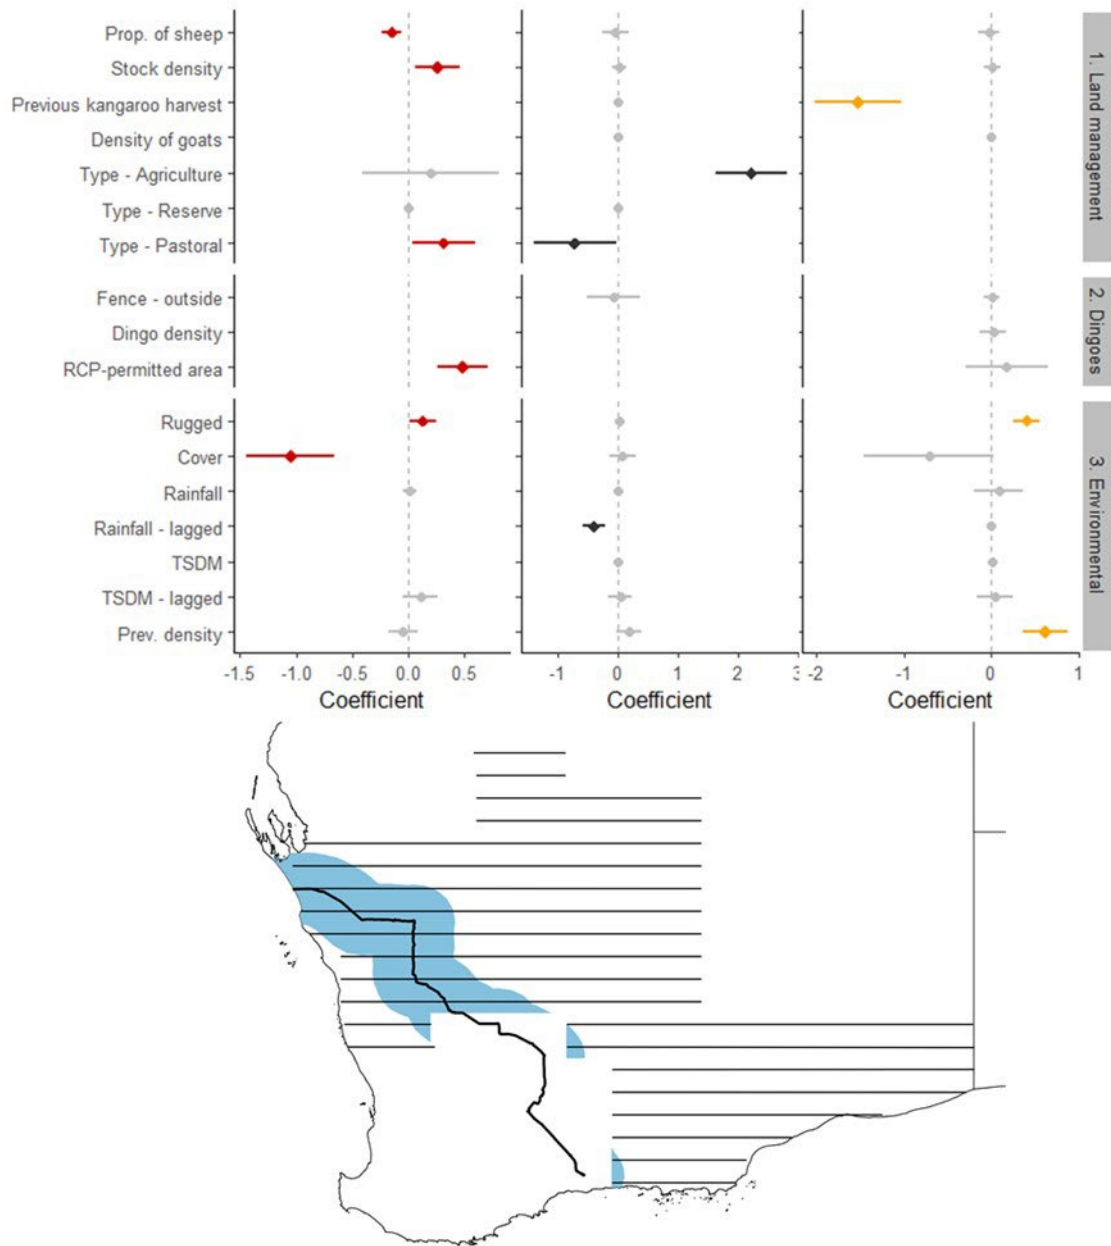 Prop. of sheep
Stock density
Previous kangaroo harvest
Density of goats
Type - Agriculture
Type - Reserve
Type - Pastoral
1. Land management
Fence - outside
Dingo density
RCP-permitted area
2. Dingoes
Rugged
Cover
Rainfall
Rainfall - lagged
TSDM
TSDM - lagged
Prev. density
3. Environmental
-1.5 -1.0 -0.5 0.0 0.5
-1 0 1 2
-2 -1 0 1
Coefficient Coefficient Coefficient